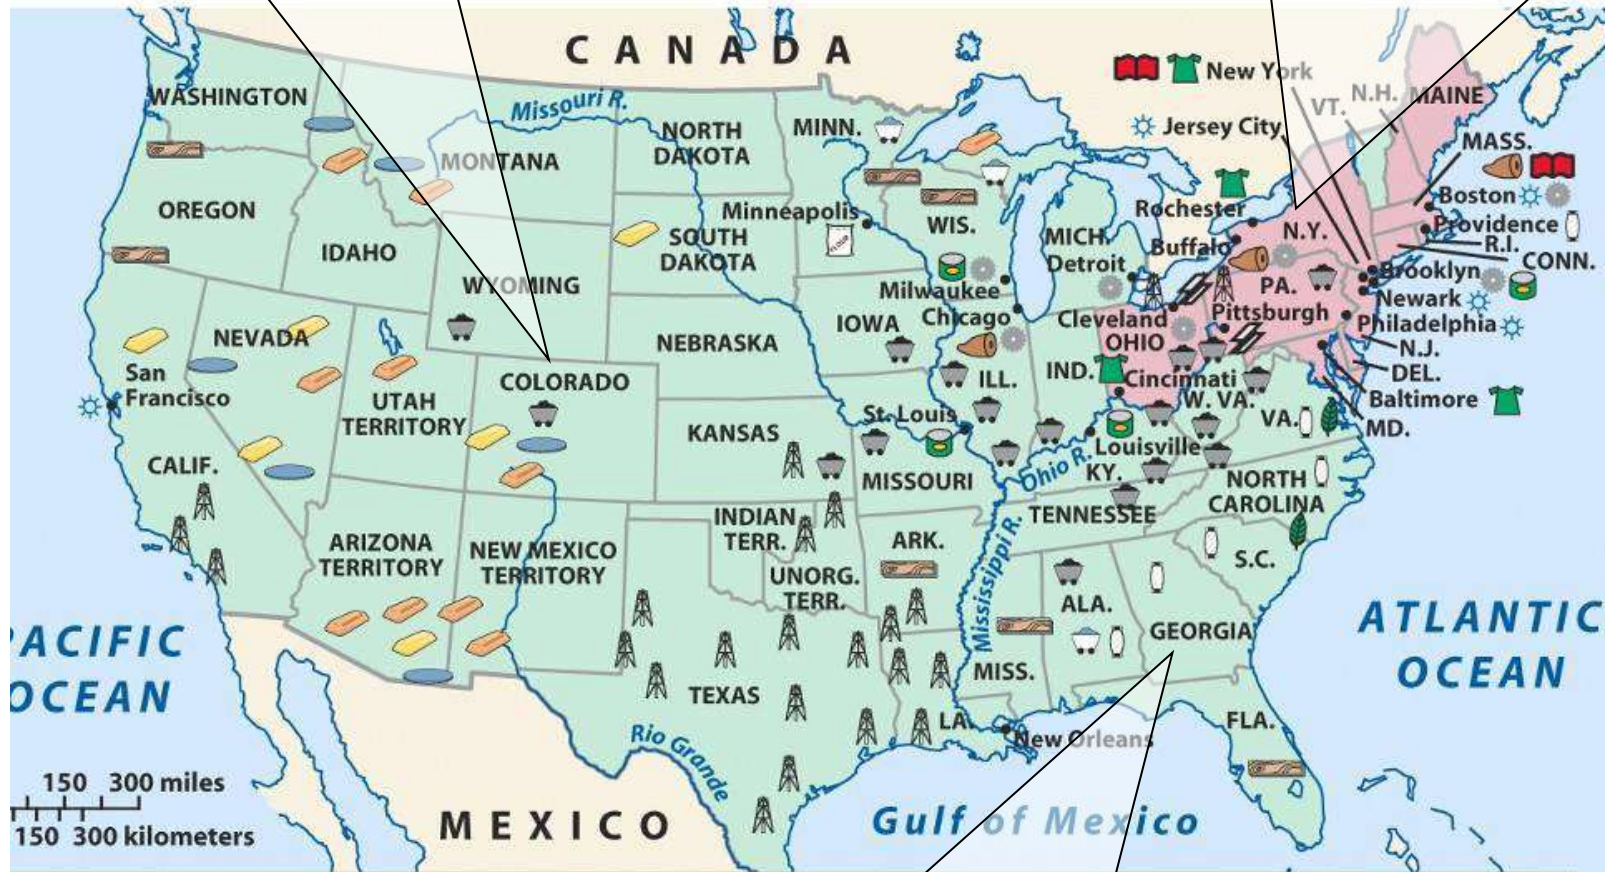 CANADA
New York
WASHINGTON
Missouri R.
VT.
N.H.
MAINE
MINN.
Jersey City
NORTH
DAKOTA
MONTANA
MASS.
OREGON
Minneapolis
Rochester
Boston
WIS.
MICH.
Providence
N.Y.
SOUTH
DAKOTA
FLOUR
Buffalo
R.I.
IDAHO
Detroit
CONN.
Brooklyn
WYOMING
Milwaukee
PA.
Newark
Chicago
Cleveland
Pittsburgh
Philadelphia
IOWA
NEVADA
NEBRASKA
OHIO
N.J.
San
Francisco
COLORADO
ILL.
IND.
Cincinnati
DEL.
UTAH
TERRITORY
W. VA.
Baltimore
St. Louis
VA.
MD.
KANSAS
Louisville
CALIF.
Ohio R.
KY.
MISSOURI
NORTH
CAROLINA
INDIAN
TERR.
TENNESSEE
ARIZONA
TERRITORY
NEW MEXICO
TERRITORY
ARK.
Mississippi R.
S.C.
UNORG.
TERR.
ALA.
GEORGIA
ATLANTIC
OCEAN
PACIFIC
OCEAN
MISS.
TEXAS
LA.
FLA.
New Orleans
Rio Grande
150 300 miles
150 300 kilometers
MEXICO
Gulf of Mexico